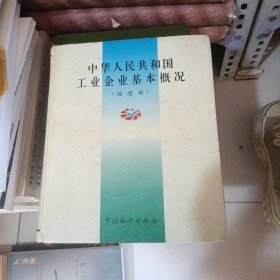 中华人民共和国
工业企业基本概况
（福建卷）
中国统计出版社